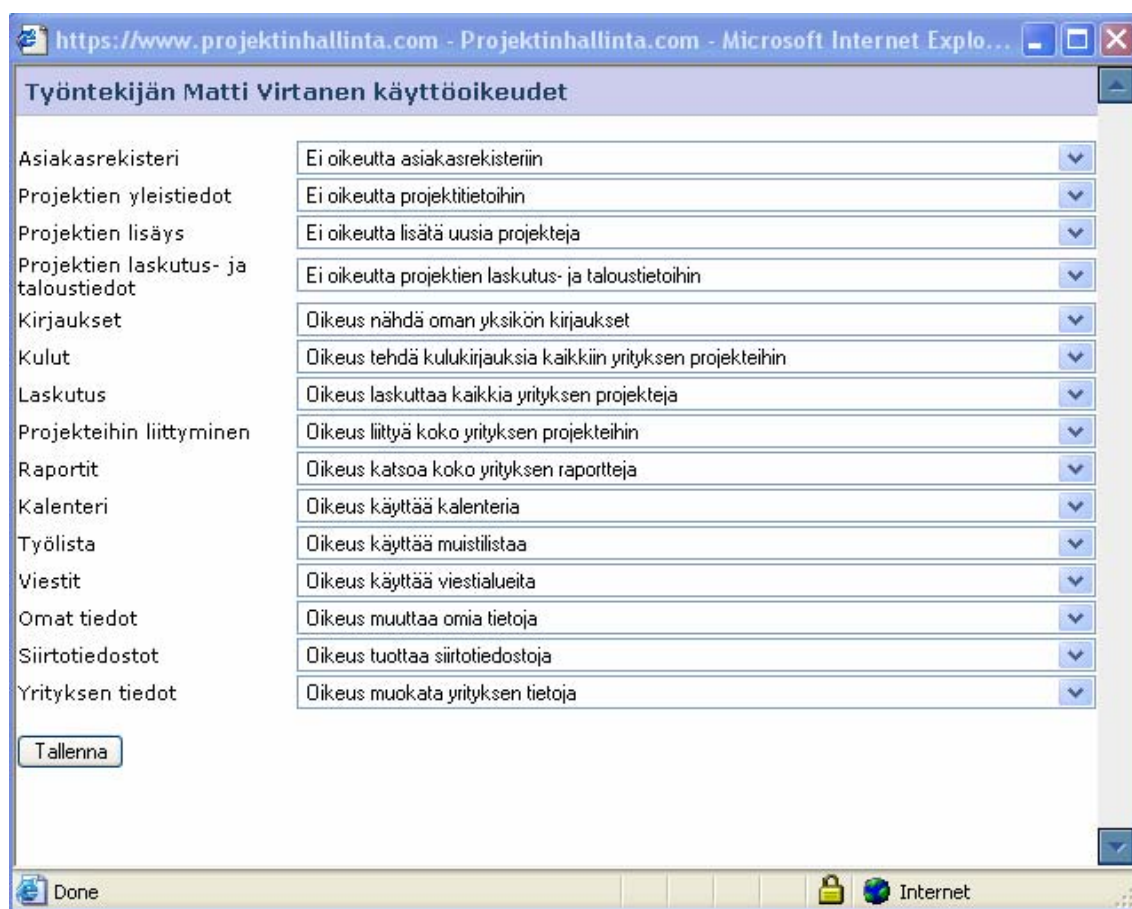 https://www.projektinhallinta.com - Projektinhallinta.com - Microsoft Internet Explo...
Työntekijän Matti Virtanen käyttöoikeudet
Asiakasrekisteri Ei oikeutta asiakasrekisteriin
Projektien yleistiedot Ei oikeutta projektitietoihin
Projektien lisäys Ei oikeutta lisätä uusia projekteja
Projektien laskutus- ja
taloustiedot Ei oikeutta projektien laskutus- ja taloustietoihin
Kirjaukset Oikeus nähdä oman yksikön kirjaukset
Kulut Oikeus tehdä kulukirjauksia kaikkiin yrityksen projekteihin
Laskutus Oikeus laskuttaa kaikkia yrityksen projekteja
Projekteihin liittyminen Oikeus liittyä koko yrityksen projekteihin
Raportit Oikeus katsoa koko yrityksen raportteja
Kalenteri Oikeus käyttää kalenteria
Työlista Oikeus käyttää muistilistaa
Viestit Oikeus käyttää viestialueita
Omat tiedot Oikeus muuttaa omia tietoja
Siirtotiedostot Oikeus tuottaa siirtotiedostoja
Yrityksen tiedot Oikeus muokata yrityksen tietoja
Tallenna
Done Internet